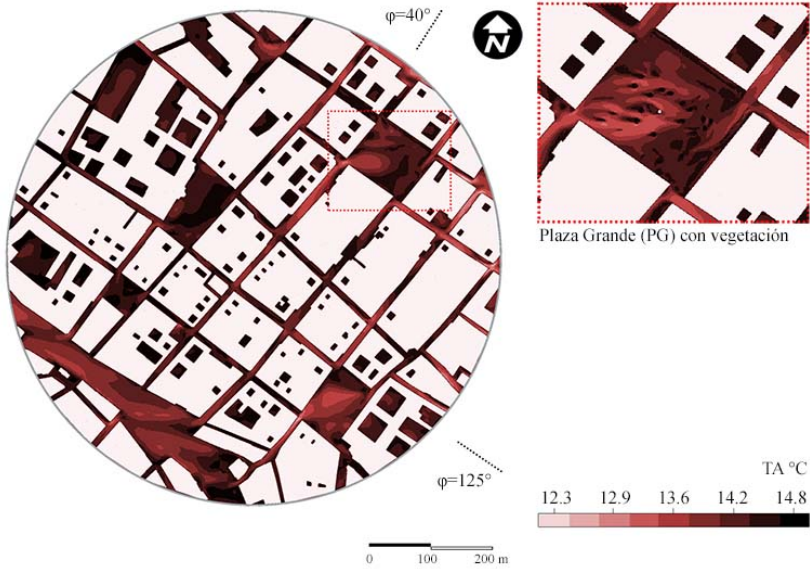 φ=40°
N
Plaza Grande (PG) con vegetación
φ=125°
TA °C
12.3 12.9 13.6 14.2 14.8
0 100 200 m